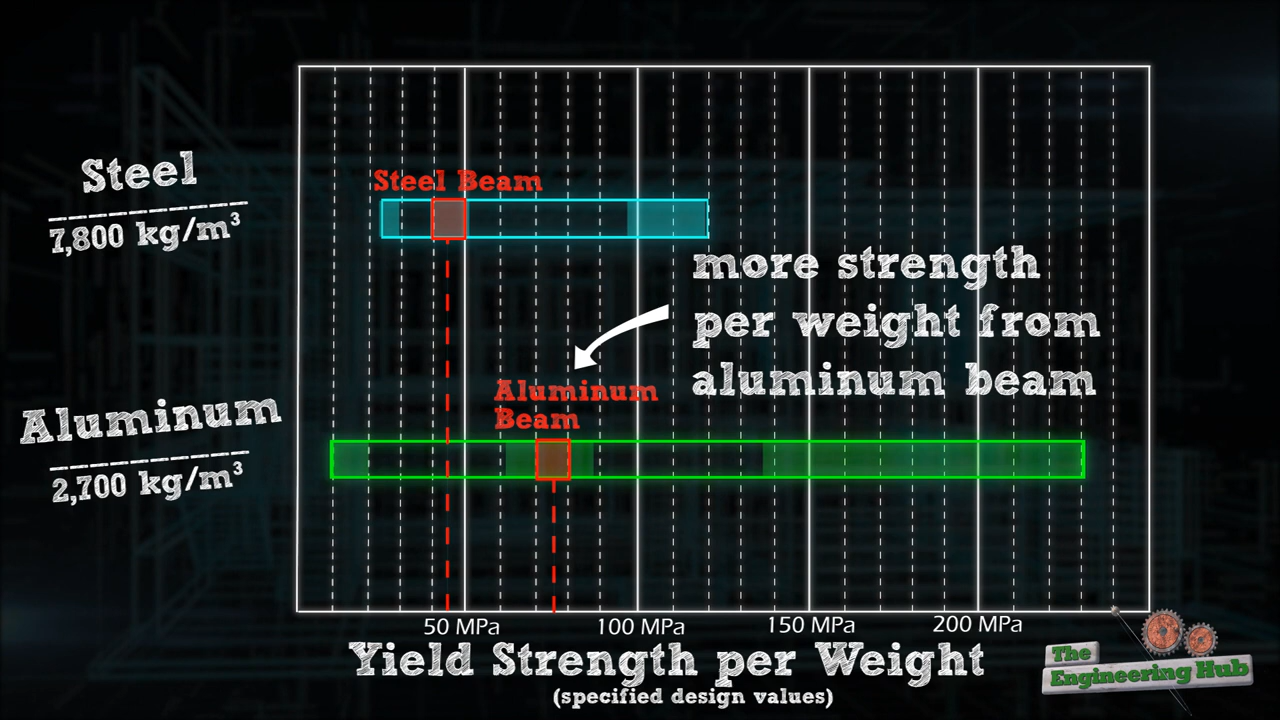 Steel
7,800 kg/m³
Steel Beam
more strength
per weight from
aluminum beam
Aluminum
Beam
Aluminum
2,700 kg/m³
50 MPa 100 MPa 150 MPa 200 MPa
Yield Strength per Weight
(specified design values)
The
Engineering Hub